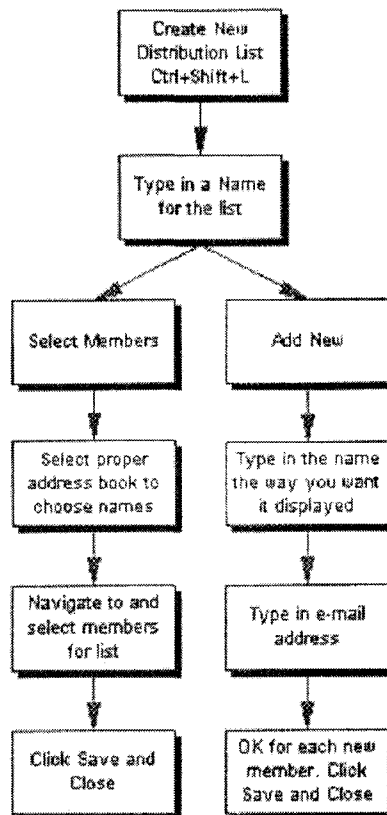 Create New
Distribution List
Ctrl+Shift+L
Type in a Name
for the list
Select Members
Add New
Select proper
address book to
choose names
Type in the name
the way you want
it displayed
Navigate to and
select members
for list
Type in e-mail
address
Click Save and
Close
OK for each new
member. Click
Save and Close